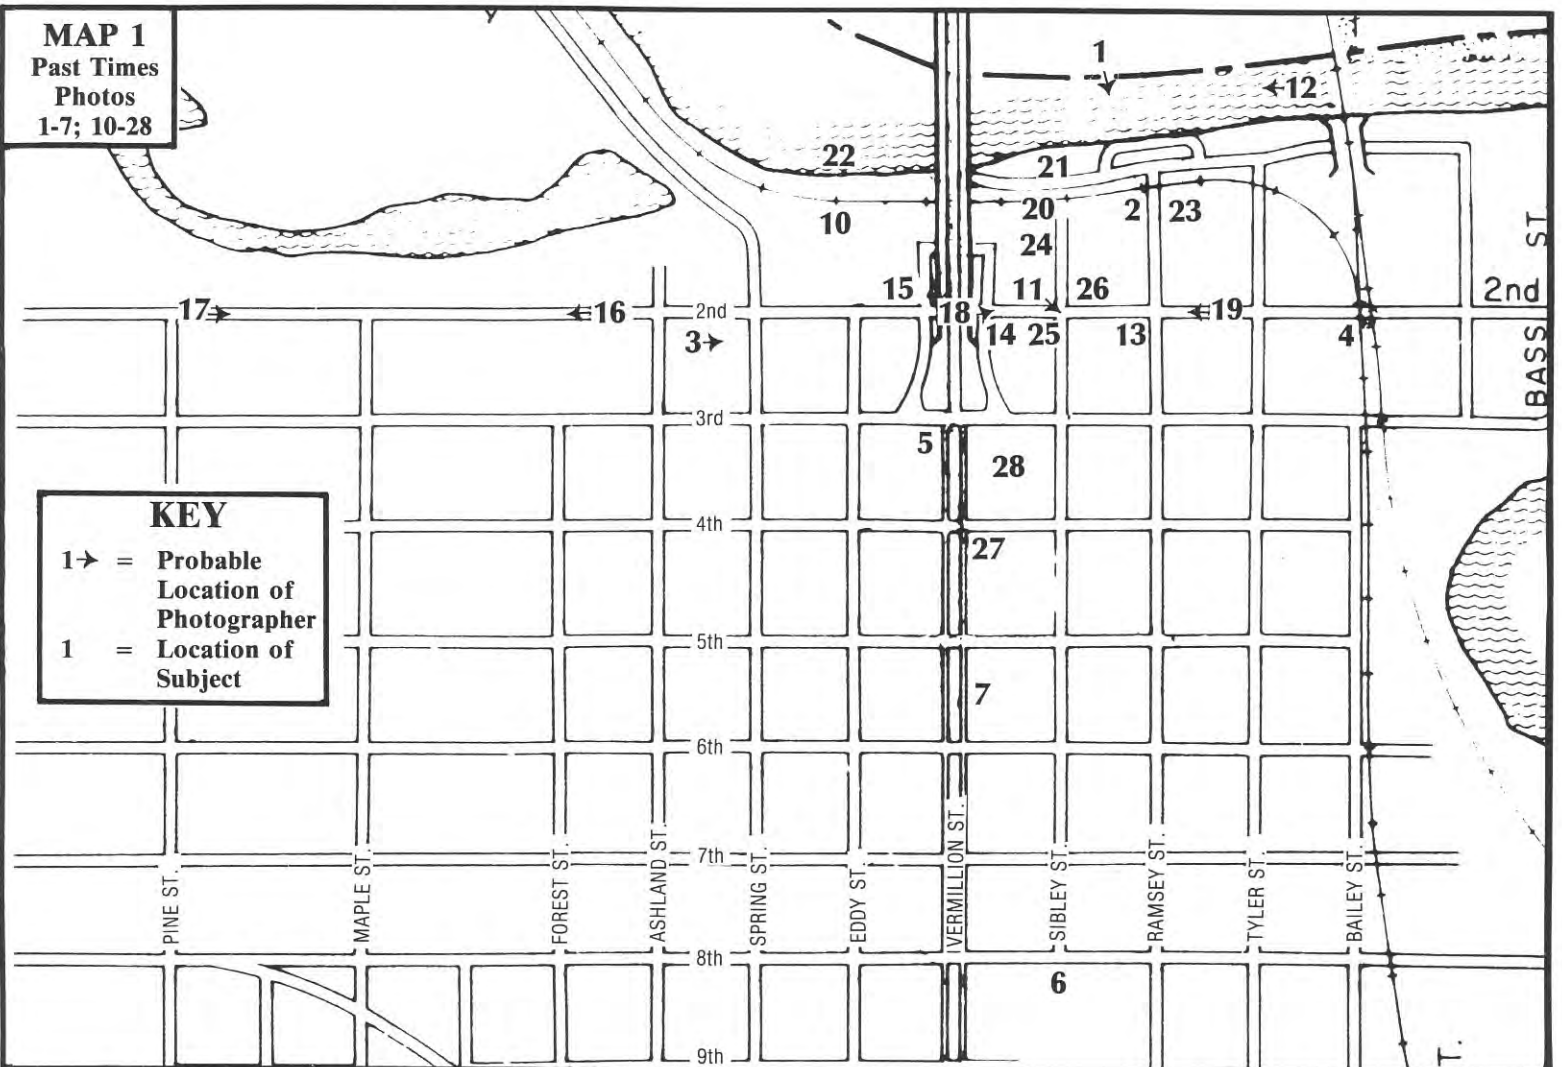 MAP 1
Past Times
Photos
1-7; 10-28
1
12
22
21
10
20
2
23
24
15
11
26
2nd
BASS ST
17
16
2nd
18
19
3
14
25
13
4
3rd
5
28
KEY
1→ = Probable
Location of
Photographer
1 = Location of
Subject
4th
27
5th
7
6th
7th
PINE ST.
MAPLE ST.
FOREST ST.
ASHLAND ST.
SPRING ST.
EDDY ST.
VERMILLION ST.
SIBLEY ST.
RAMSEY ST.
TYLER ST.
BAILEY ST.
8th
6
9th
T.